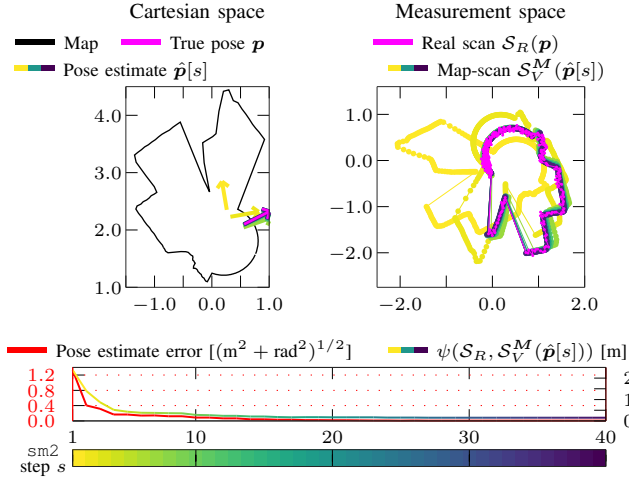 Cartesian space
Measurement space
Map
True pose p
Pose estimate p̂[s]
Real scan S_R(p)
Map-scan S_V^M(p̂[s])
4.5
3.0
2.0
1.0
−1.0
0.0
1.0
1.0
0.0
−1.0
−2.0
−2.0
0.0
2.0
Pose estimate error [(m² + rad²)^{1/2}]
ψ(S_R, S_V^M(p̂[s])) [m]
1.2
0.8
0.4
0.0
2
1
0
1
10
20
30
40
sm2
step s